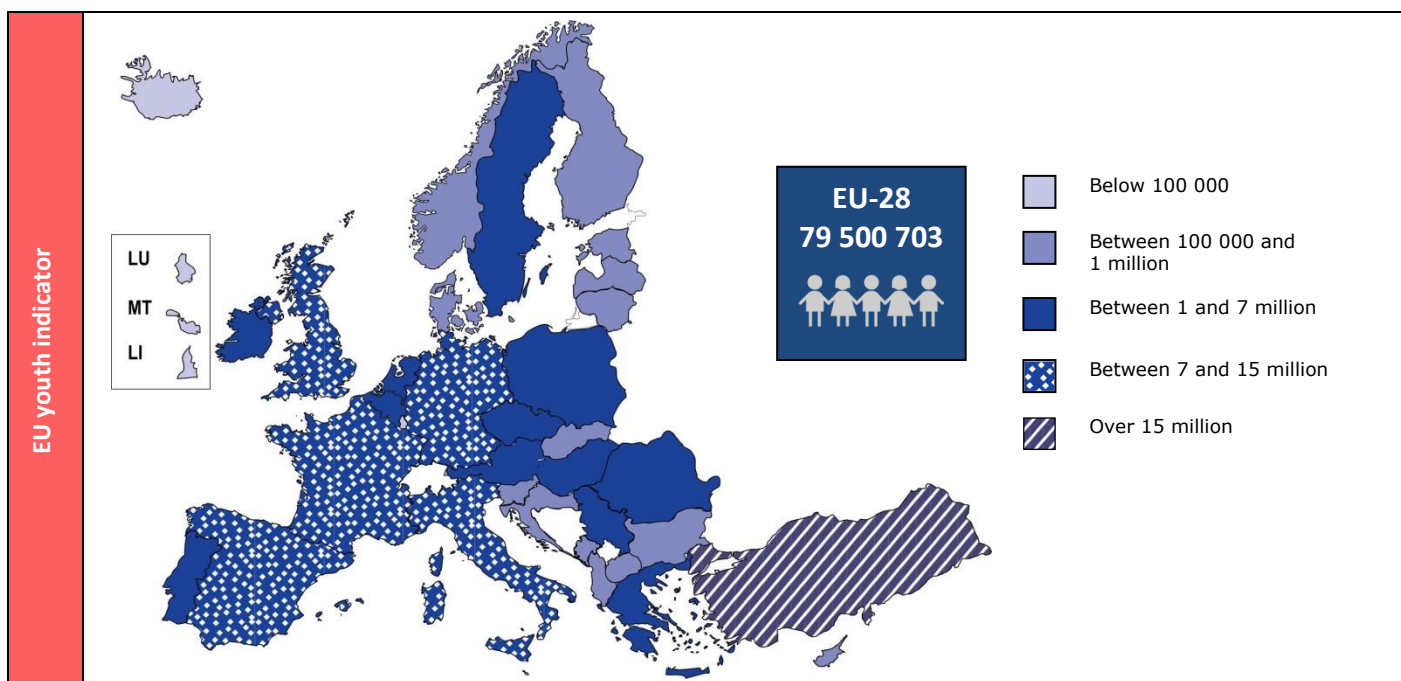 EU youth indicator
LU
MT
LI
EU-28
79 500 703
Below 100 000
Between 100 000 and
1 million
Between 1 and 7 million
Between 7 and 15 million
Over 15 million